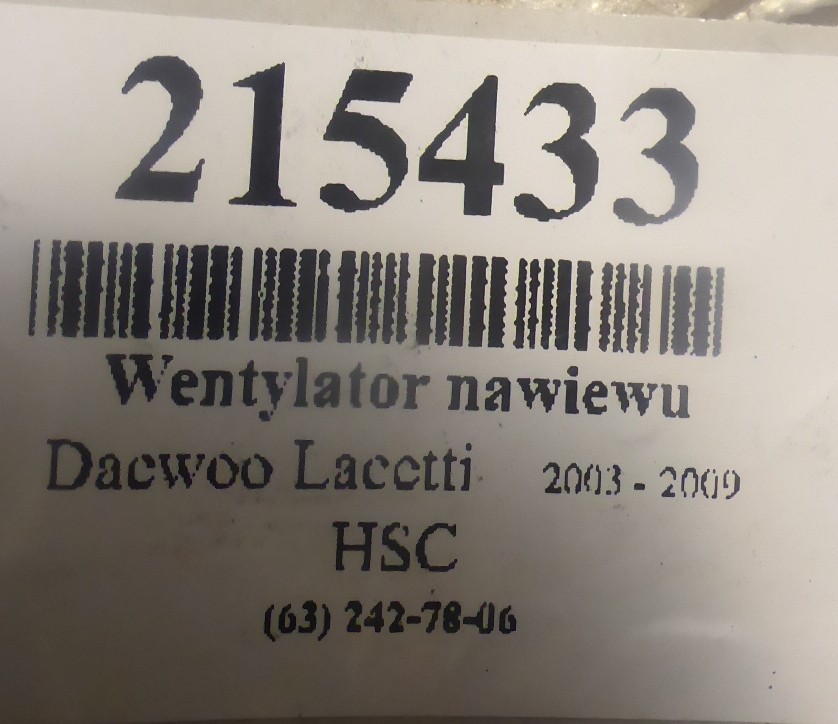 215433
Wentylator nawiewu
Daewoo Lacetti 2003 - 2009
HSC
(63) 242-78-06